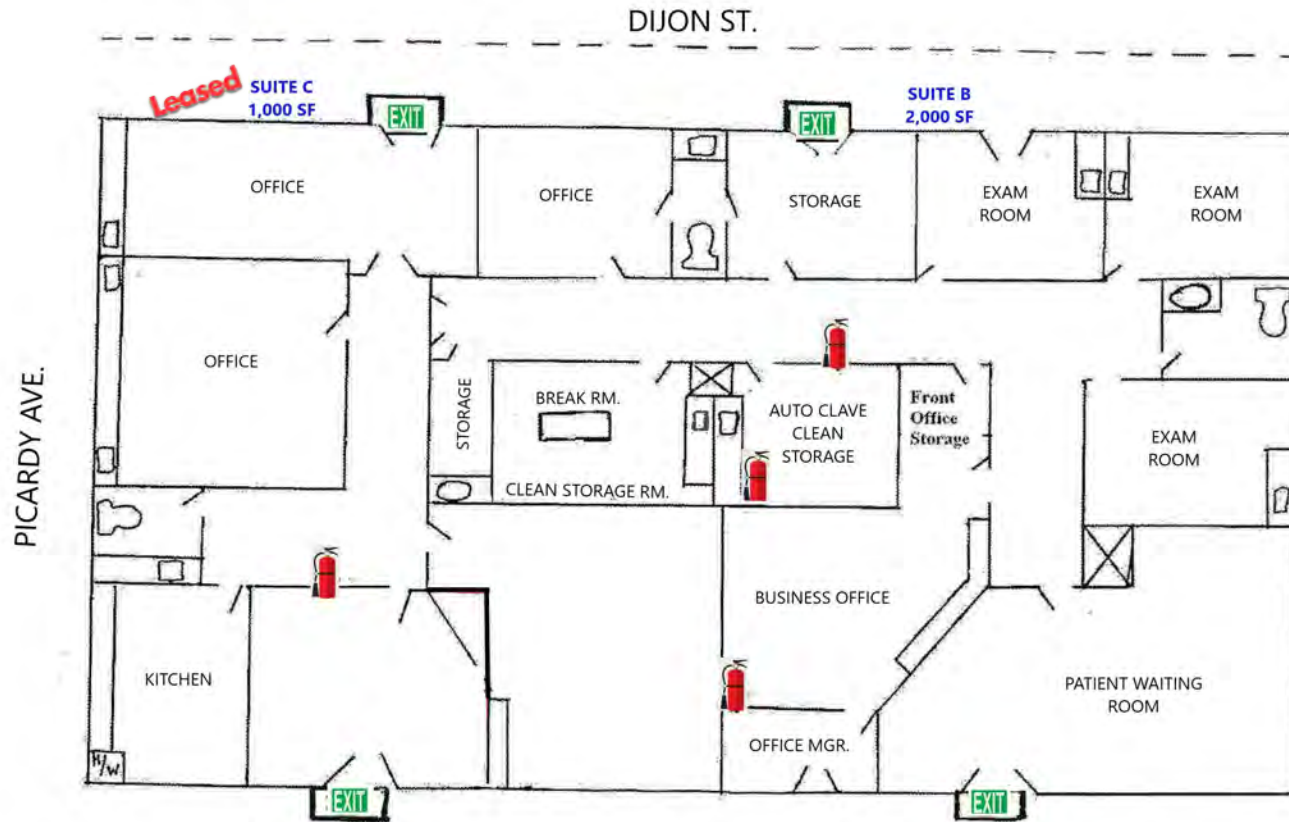 DIJON ST.
Leased
SUITE C
1,000 SF
SUITE B
2,000 SF
EXIT
EXIT
OFFICE
OFFICE
STORAGE
EXAM
ROOM
EXAM
ROOM
PICARDY AVE.
OFFICE
STORAGE
BREAK RM.
CLEAN STORAGE RM.
AUTO CLAVE
CLEAN
STORAGE
Front
Office
Storage
EXAM
ROOM
BUSINESS OFFICE
KITCHEN
PATIENT WAITING
ROOM
OFFICE MGR.
H/W
EXIT
EXIT